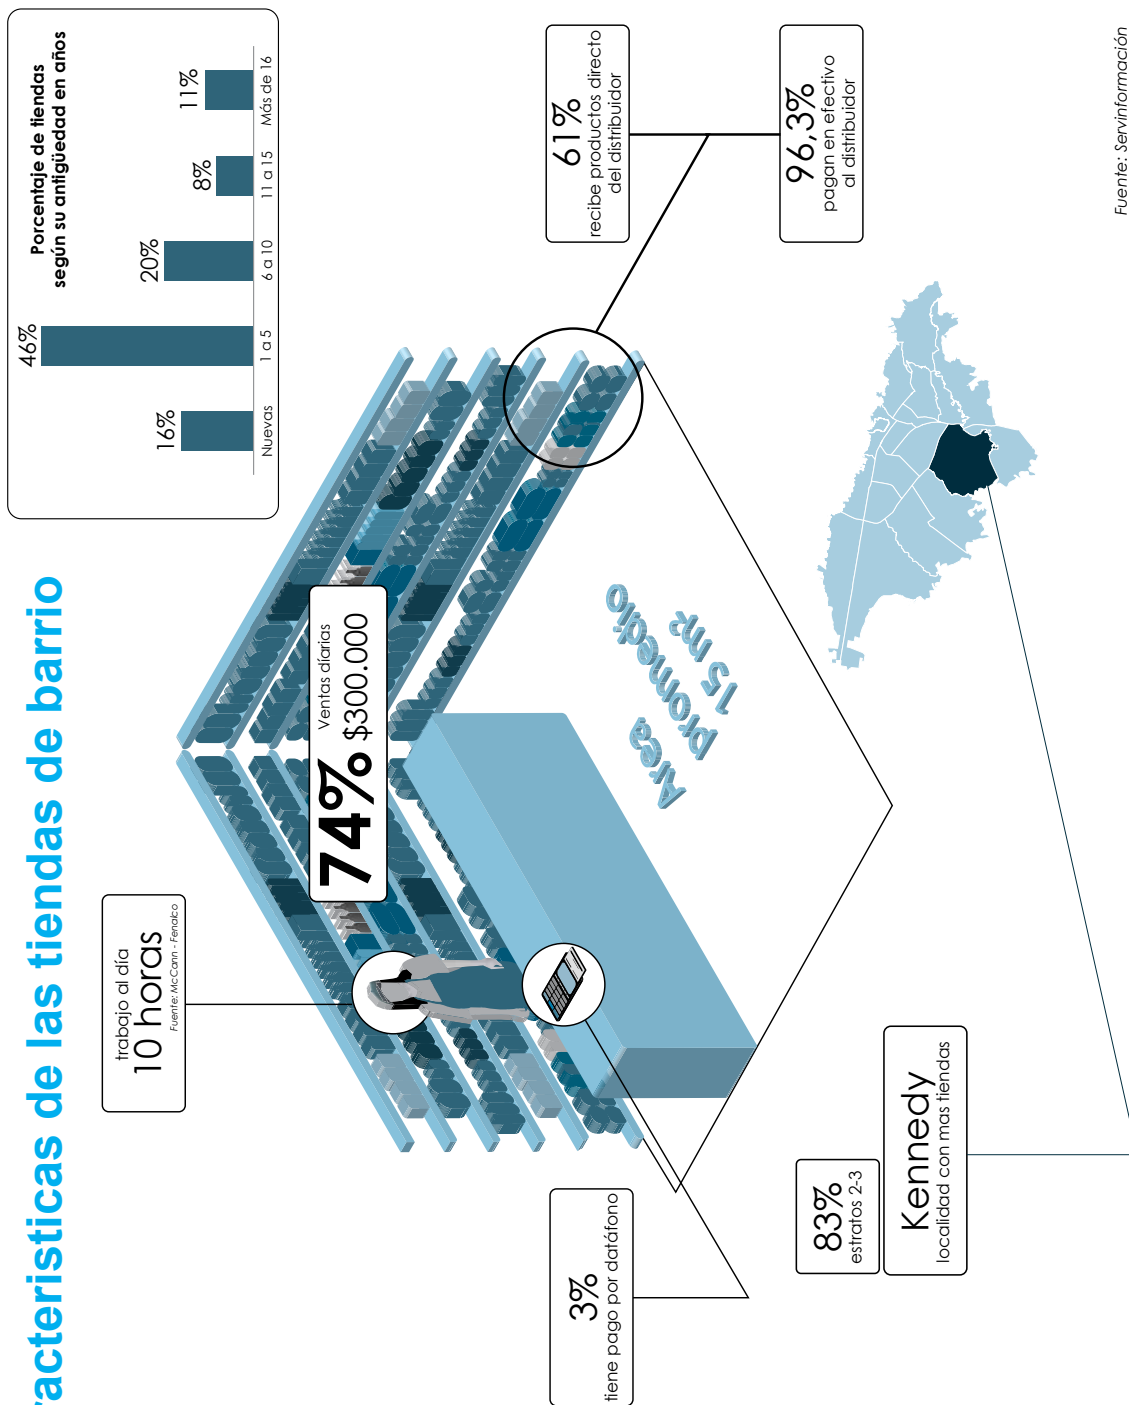 racteristicas de las tiendas de barrio
trabajo al día
10 horas
Fuente: McCann - Fenalco
Porcentaje de tiendas
según su antigüedad en años
16%
46%
20%
8%
11%
Nuevas
1 a 5
6 a 10
11 a 15
Más de 16
74%
Ventas díarias
$300.000
3%
tiene pago por datáfono
Area
promedio
15 m²
61%
recibe productos directo
del distribuidor
96,3%
pagan en efectivo
al distribuidor
83%
estratos 2-3
Kennedy
localidad con mas tiendas
Fuente: Servinformación